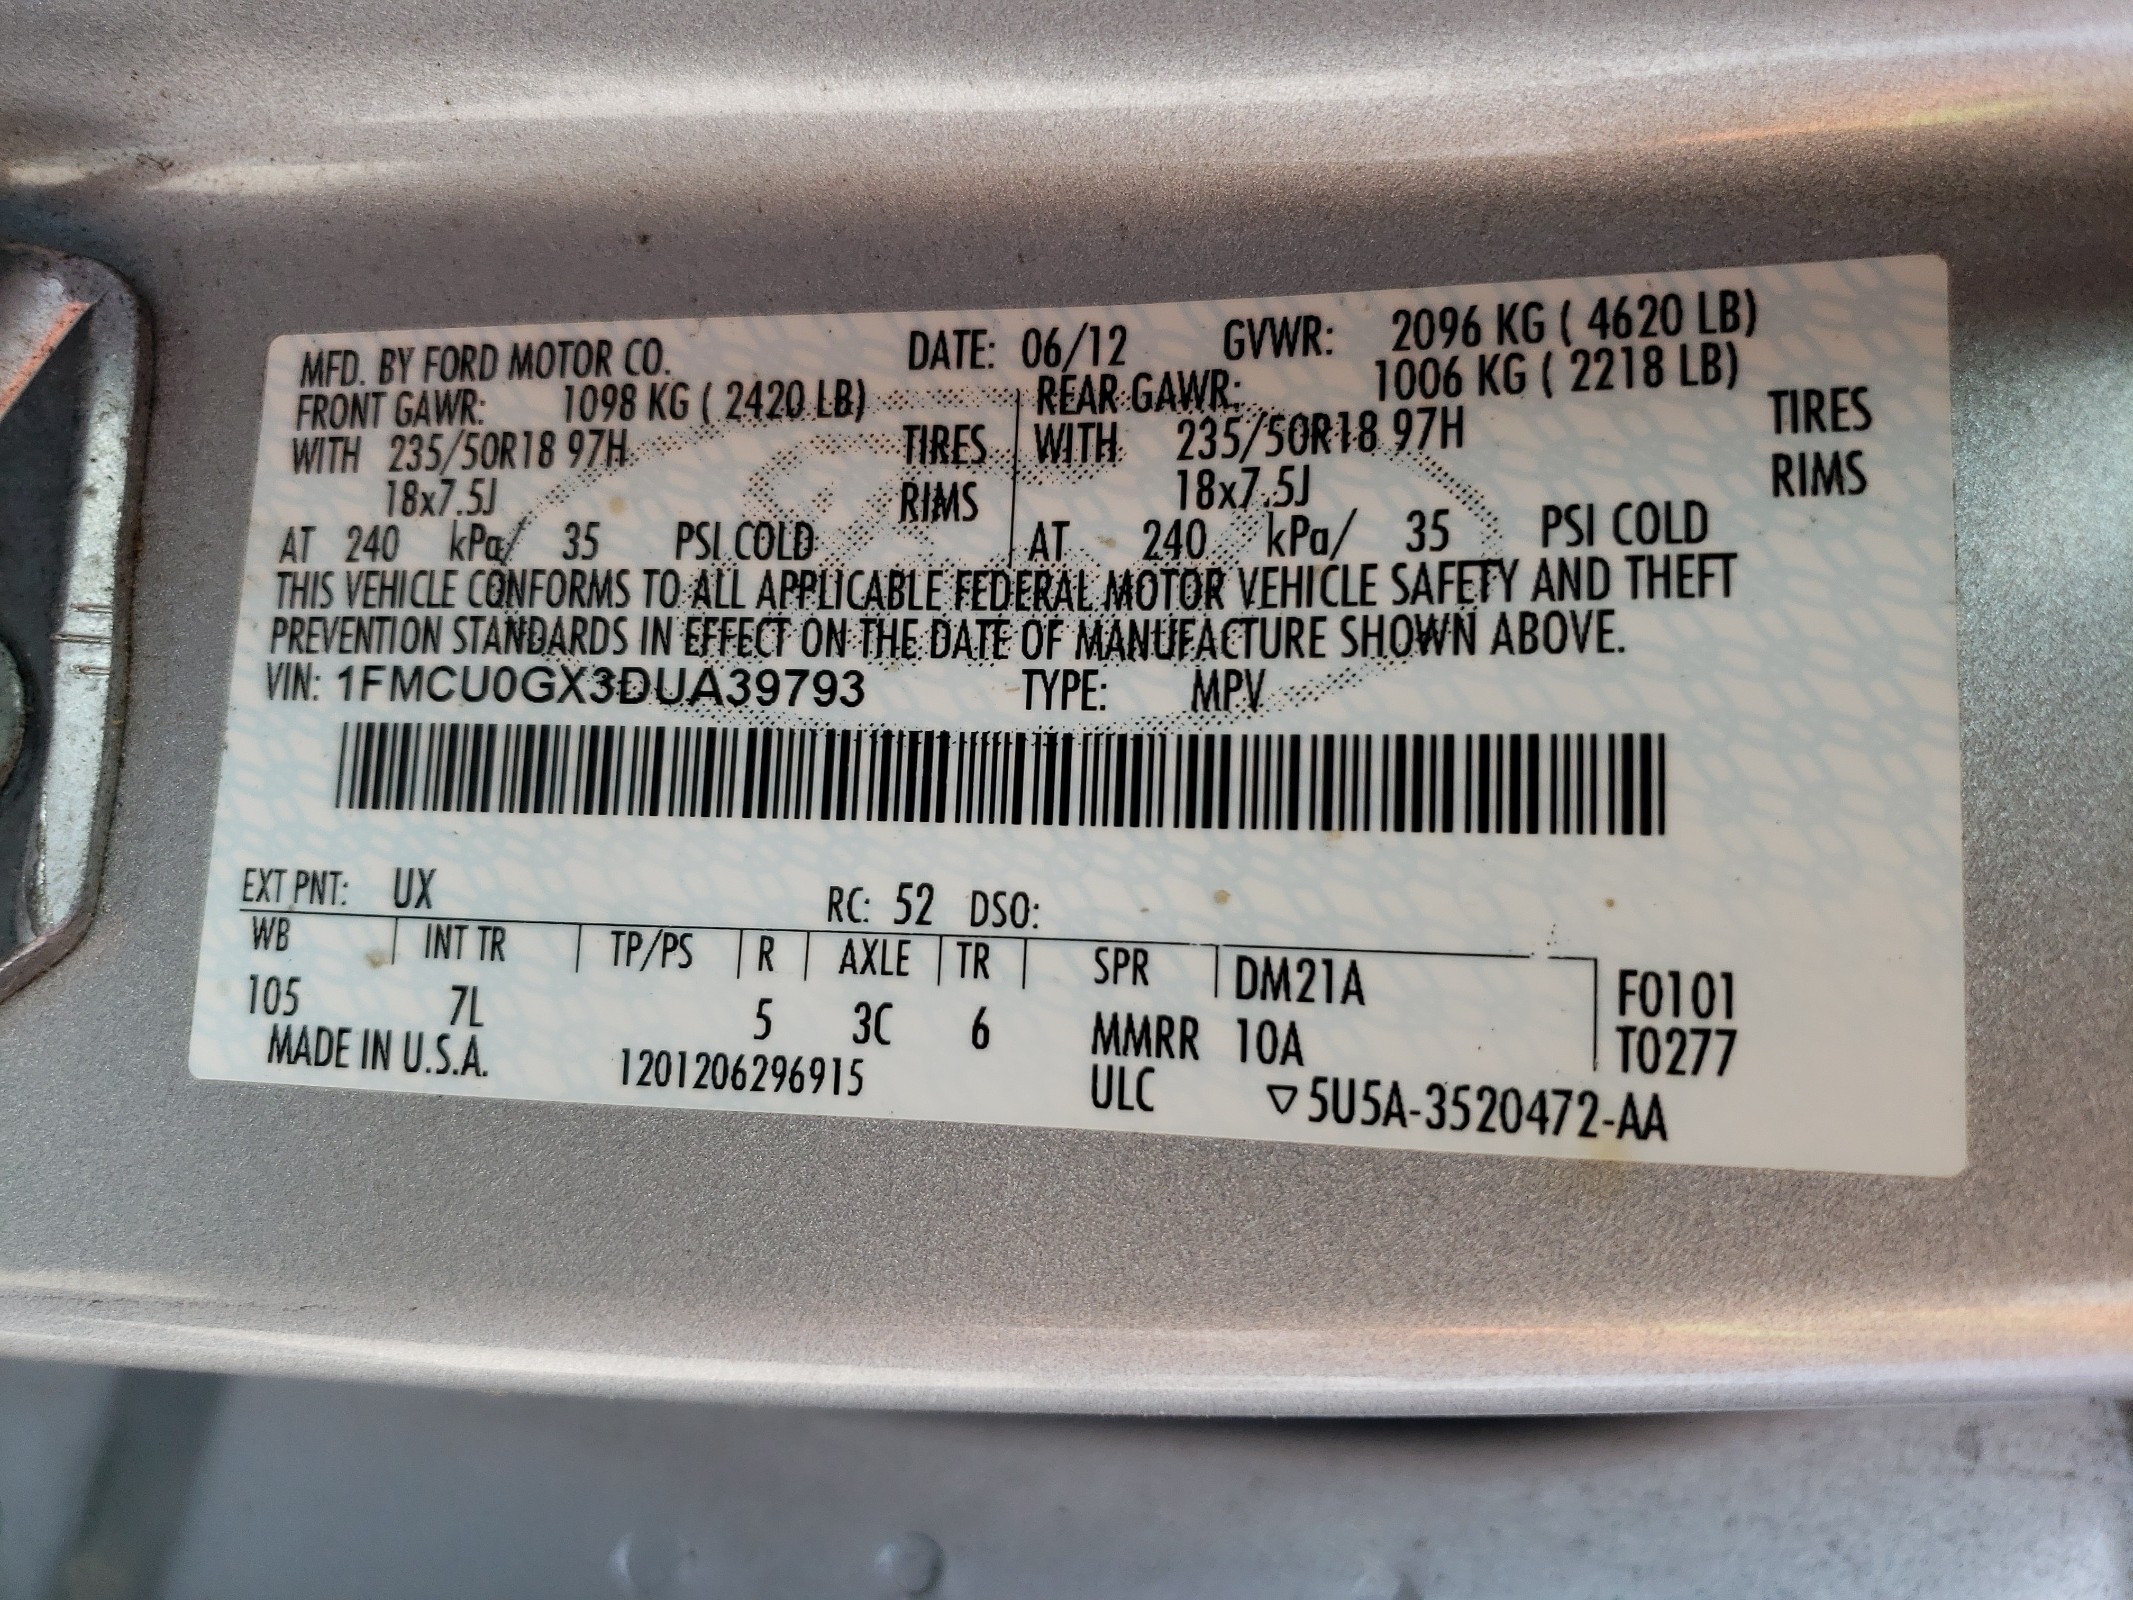 MFD. BY FORD MOTOR CO. DATE: 06/12 GVWR: 2096 KG ( 4620 LB)
FRONT GAWR: 1098 KG ( 2420 LB) REAR GAWR: 1006 KG ( 2218 LB)
WITH 235/50R18 97H TIRES WITH 235/50R18 97H TIRES
18x7.5J RIMS 18x7.5J RIMS
AT 240 kPa/ 35 PSI COLD AT 240 kPa/ 35 PSI COLD
THIS VEHICLE CONFORMS TO ALL APPLICABLE FEDERAL MOTOR VEHICLE SAFETY AND THEFT
PREVENTION STANDARDS IN EFFECT ON THE DATE OF MANUFACTURE SHOWN ABOVE.
VIN: 1FMCU0GX3DUA39793 TYPE: MPV
EXT PNT: UX RC: 52 DSO:
WB INT TR TP/PS R AXLE TR SPR DM21A F0101
105 7L 5 3C 6 MMRR 10A T0277
MADE IN U.S.A. 1201206296915 ULC ▽5U5A-3520472-AA